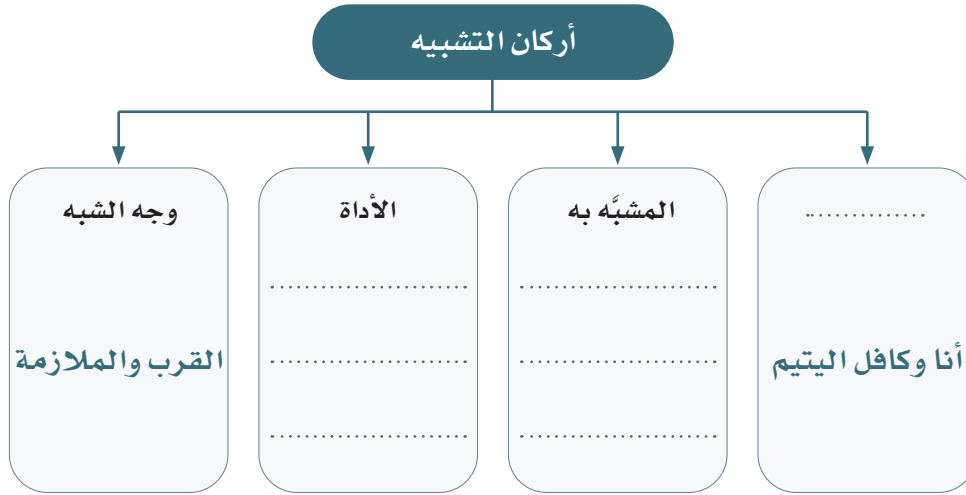 أركان التشبيه
..............
أنا وكافل اليتيم
المشبَّه به
........................
........................
........................
الأداة
........................
........................
........................
وجه الشبه
القرب والملازمة